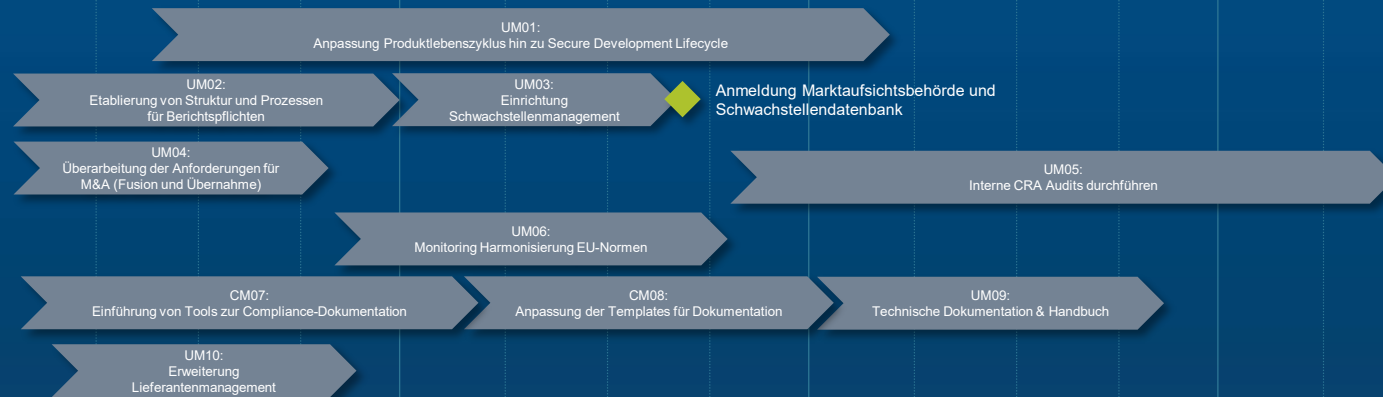 UM01:
Anpassung Produktlebenszyklus hin zu Secure Development Lifecycle
UM02:
Etablierung von Struktur und Prozessen
für Berichtspflichten
UM03:
Einrichtung
Schwachstellenmanagement
Anmeldung Marktaufsichtsbehörde und
Schwachstellendatenbank
UM04:
Überarbeitung der Anforderungen für
M&A (Fusion und Übernahme)
UM05:
Interne CRA Audits durchführen
UM06:
Monitoring Harmonisierung EU-Normen
CM07:
Einführung von Tools zur Compliance-Dokumentation
CM08:
Anpassung der Templates für Dokumentation
UM09:
Technische Dokumentation & Handbuch
UM10:
Erweiterung
Lieferantenmanagement